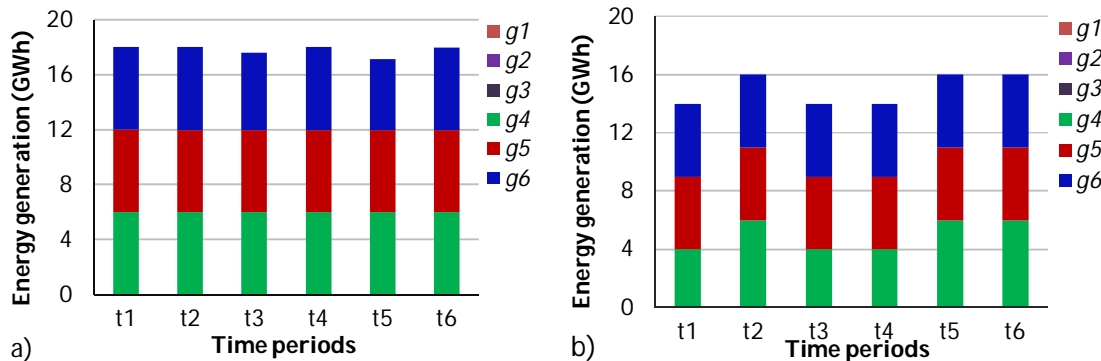 20
16
12
8
4
0
Energy generation (GWh)
t1 t2 t3 t4 t5 t6
Time periods
g1
g2
g3
g4
g5
g6
a)
20
16
12
8
4
0
Energy generation (GWh)
t1 t2 t3 t4 t5 t6
Time periods
g1
g2
g3
g4
g5
g6
b)